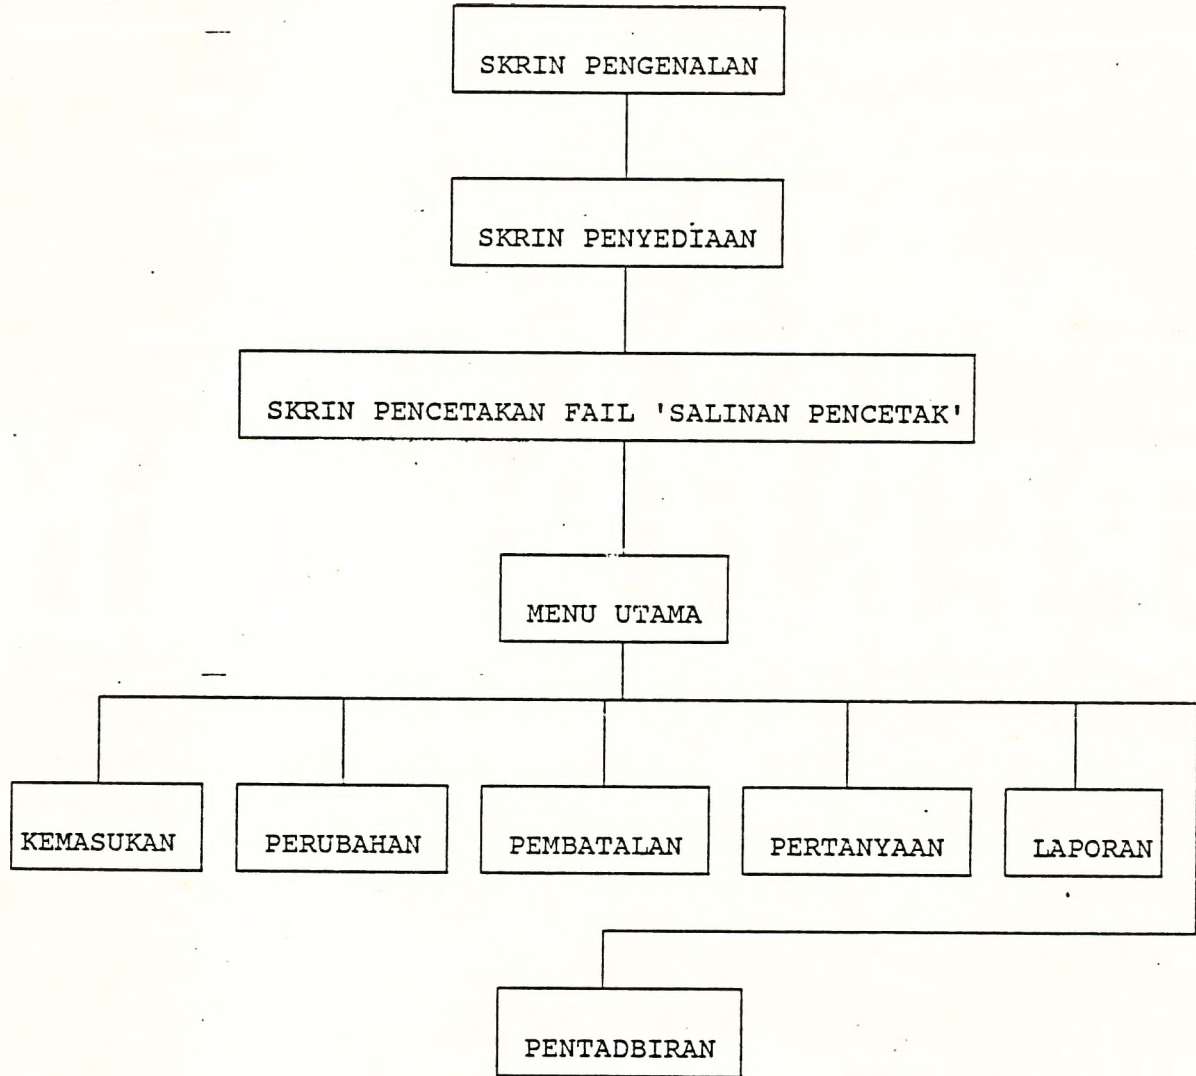 SKRIN PENGENALAN
SKRIN PENYEDIAAN
SKRIN PENCETAKAN FAIL 'SALINAN PENCETAK'
MENU UTAMA
KEMASUKAN
PERUBAHAN
PEMBATALAN
PERTANYAAN
LAPORAN
PENTADBIRAN